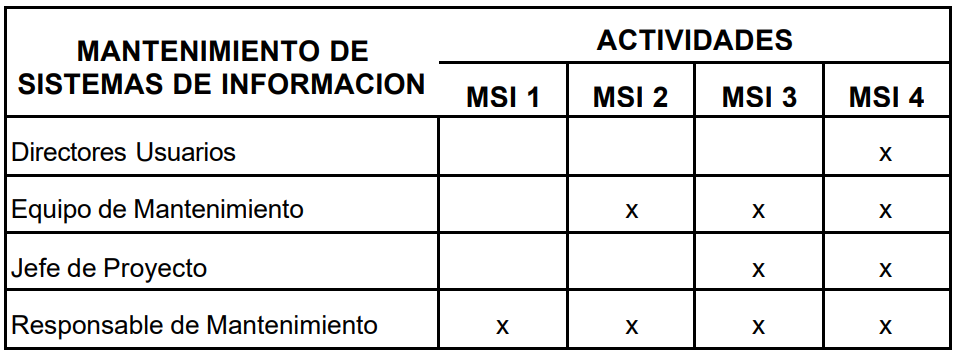 MANTENIMIENTO DE
SISTEMAS DE INFORMACION
ACTIVIDADES
MSI 1 MSI 2 MSI 3 MSI 4
Directores Usuarios x
Equipo de Mantenimiento x x x
Jefe de Proyecto x x
Responsable de Mantenimiento x x x x